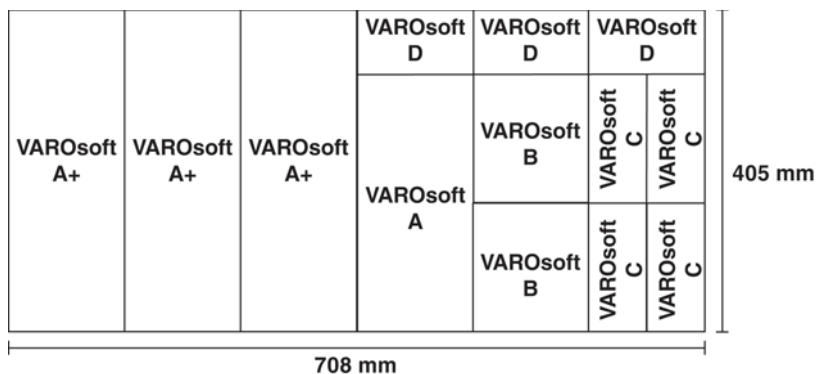 VAROsoft
D
VAROsoft
D
VAROsoft
D
VAROsoft
A+
VAROsoft
A+
VAROsoft
A+
VAROsoft
A
VAROsoft
B
VAROsoft
C
VAROsoft
C
VAROsoft
B
VAROsoft
C
VAROsoft
C
405 mm
708 mm